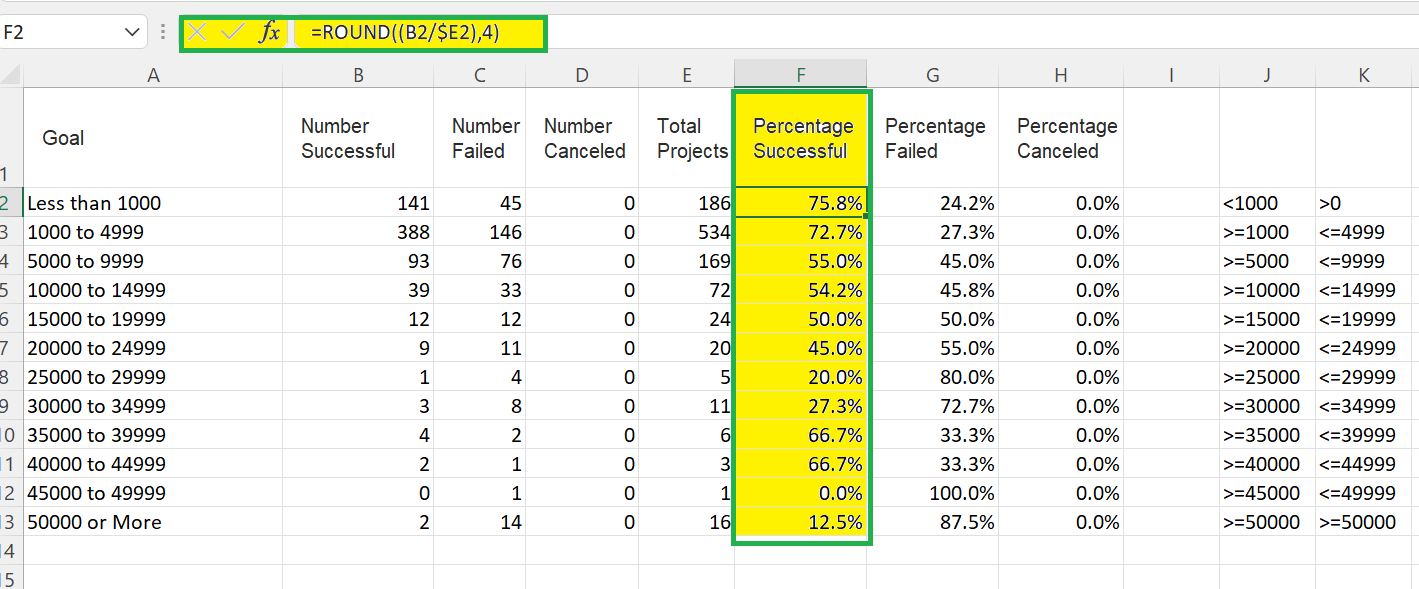 F2 fx =ROUND((B2/$E2),4)
A B C D E F G H I J K
1 Goal Number Successful Number Failed Number Canceled Total Projects Percentage Successful Percentage Failed Percentage Canceled
2 Less than 1000 141 45 0 186 75.8% 24.2% 0.0% <1000 >0
3 1000 to 4999 388 146 0 534 72.7% 27.3% 0.0% >=1000 <=4999
4 5000 to 9999 93 76 0 169 55.0% 45.0% 0.0% >=5000 <=9999
5 10000 to 14999 39 33 0 72 54.2% 45.8% 0.0% >=10000 <=14999
6 15000 to 19999 12 12 0 24 50.0% 50.0% 0.0% >=15000 <=19999
7 20000 to 24999 9 11 0 20 45.0% 55.0% 0.0% >=20000 <=24999
8 25000 to 29999 1 4 0 5 20.0% 80.0% 0.0% >=25000 <=29999
9 30000 to 34999 3 8 0 11 27.3% 72.7% 0.0% >=30000 <=34999
10 35000 to 39999 4 2 0 6 66.7% 33.3% 0.0% >=35000 <=39999
11 40000 to 44999 2 1 0 3 66.7% 33.3% 0.0% >=40000 <=44999
12 45000 to 49999 0 1 0 1 0.0% 100.0% 0.0% >=45000 <=49999
13 50000 or More 2 14 0 16 12.5% 87.5% 0.0% >=50000 >=50000
14
15